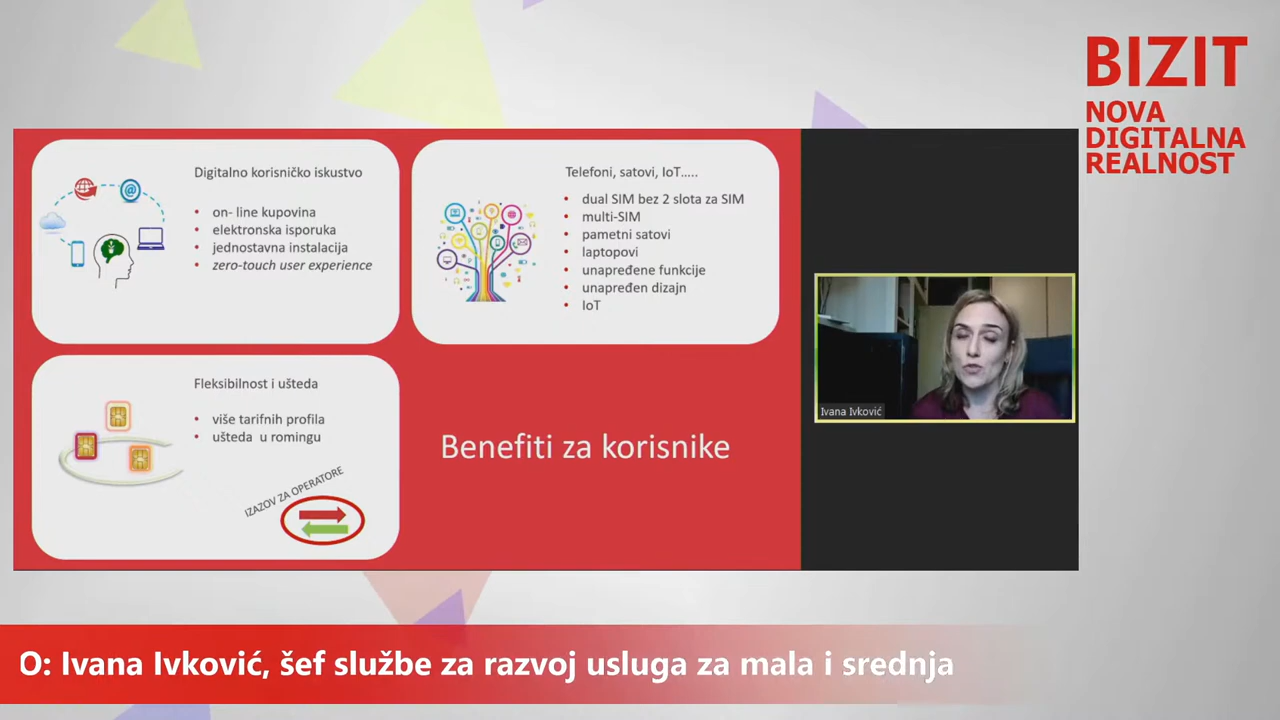 BIZIT
NOVA
DIGITALNA
REALNOST
Digitalno korisničko iskustvo
• on- line kupovina
• elektronska isporuka
• jednostavna instalacija
• zero-touch user experience
Telefoni, satovi, IoT.....
• dual SIM bez 2 slota za SIM
• multi-SIM
• pametni satovi
• laptopovi
• unapređene funkcije
• unapređen dizajn
• IoT
Fleksibilnost i ušteda
• više tarifnih profila
• ušteda u romingu
IZAZOV ZA OPERATORE
Benefiti za korisnike
Ivana Ivković
O: Ivana Ivković, šef službe za razvoj usluga za mala i srednja